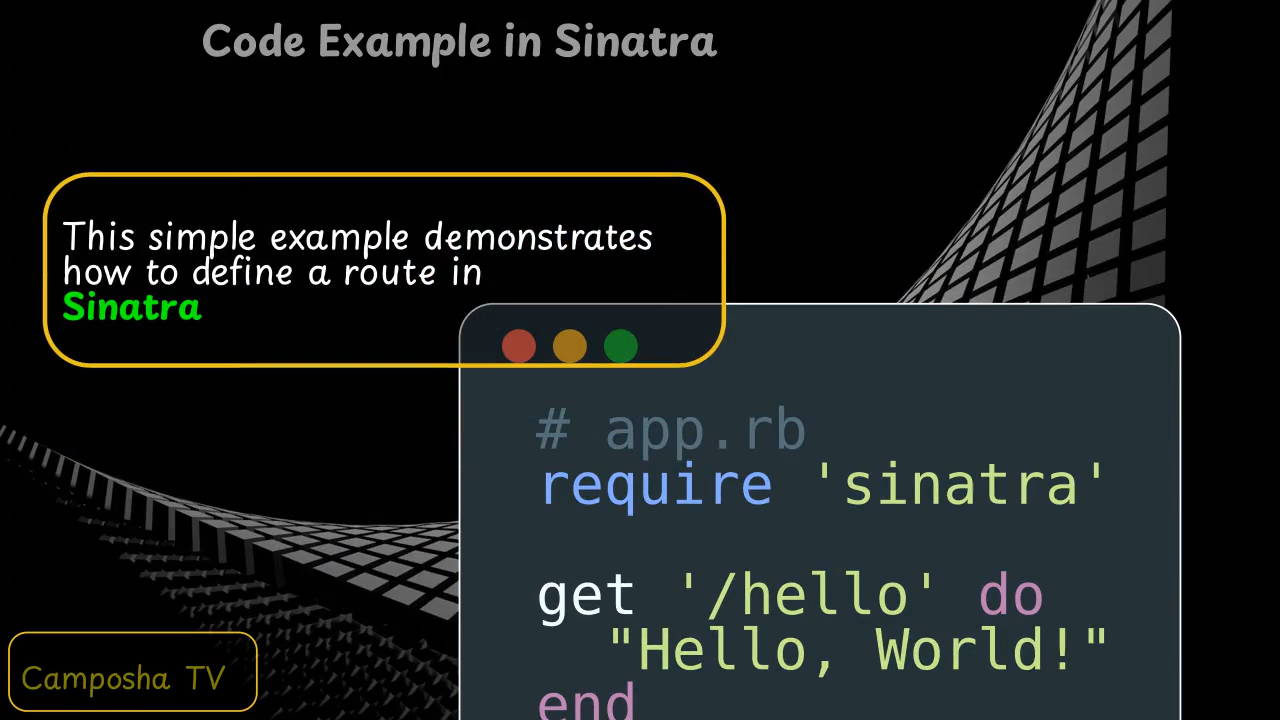 Code Example in Sinatra
This simple example demonstrates
how to define a route in
Sinatra
# app.rb
require 'sinatra'
get '/hello' do
"Hello, World!"
end
Camposha TV